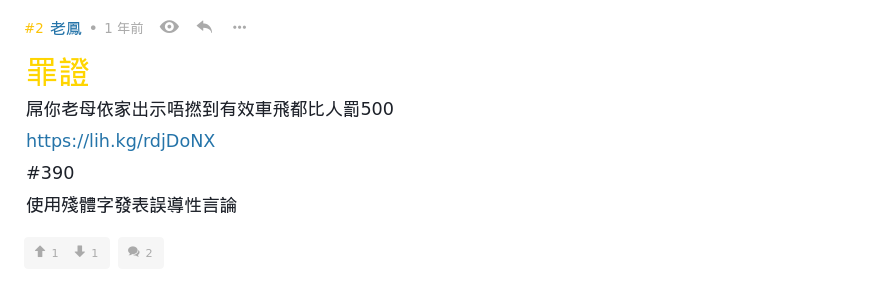 #2 老鳳 • 1 年前
罪證
屌你老母依家出示唔撚到有效車飛都比人罰500
https://lih.kg/rdjDoNX
#390
使用殘體字發表誤導性言論
1 1 2